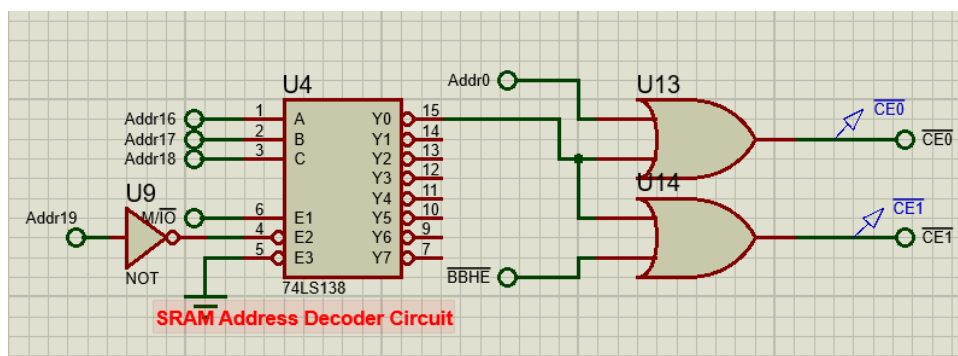 Addr0
U4
U13
Addr16
1
A
Y0
15
Addr17
2
B
Y1
14
Addr18
3
C
Y2
13
Y3
12
Y4
11
U9
M/IO
6
E1
Y5
10
Addr19
4
E2
Y6
9
5
E3
Y7
7
NOT
74LS138
CE0
CE0
U14
CE1
CE1
BBHE
SRAM Address Decoder Circuit